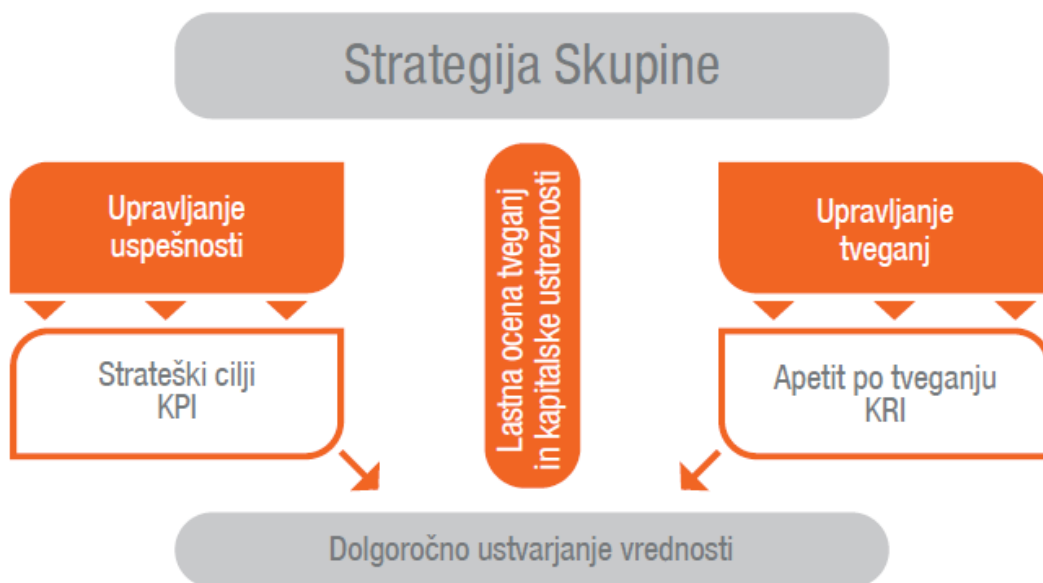 Strategija Skupine
Upravljanje
uspešnosti
Strateški cilji
KPI
Lastna ocena tveganj
in kapitalske ustreznosti
Upravljanje
tveganj
Apetit po tveganju
KRI
Dolgoročno ustvarjanje vrednosti